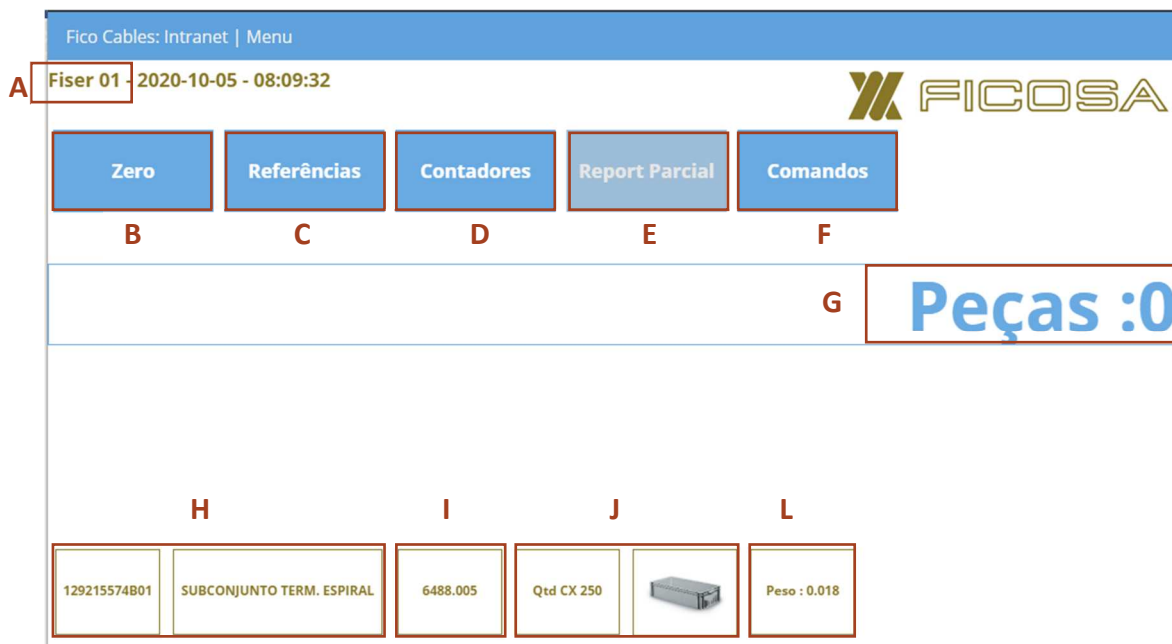 Fico Cables: Intranet | Menu
A Fiser 01 - 2020-10-05 - 08:09:32
FICOSA
Zero Referências Contadores Report Parcial Comandos
B C D E F
G Peças :0
H I J L
129215574B01 SUBCONJUNTO TERM. ESPIRAL 6488.005 Qtd CX 250 Peso : 0.018